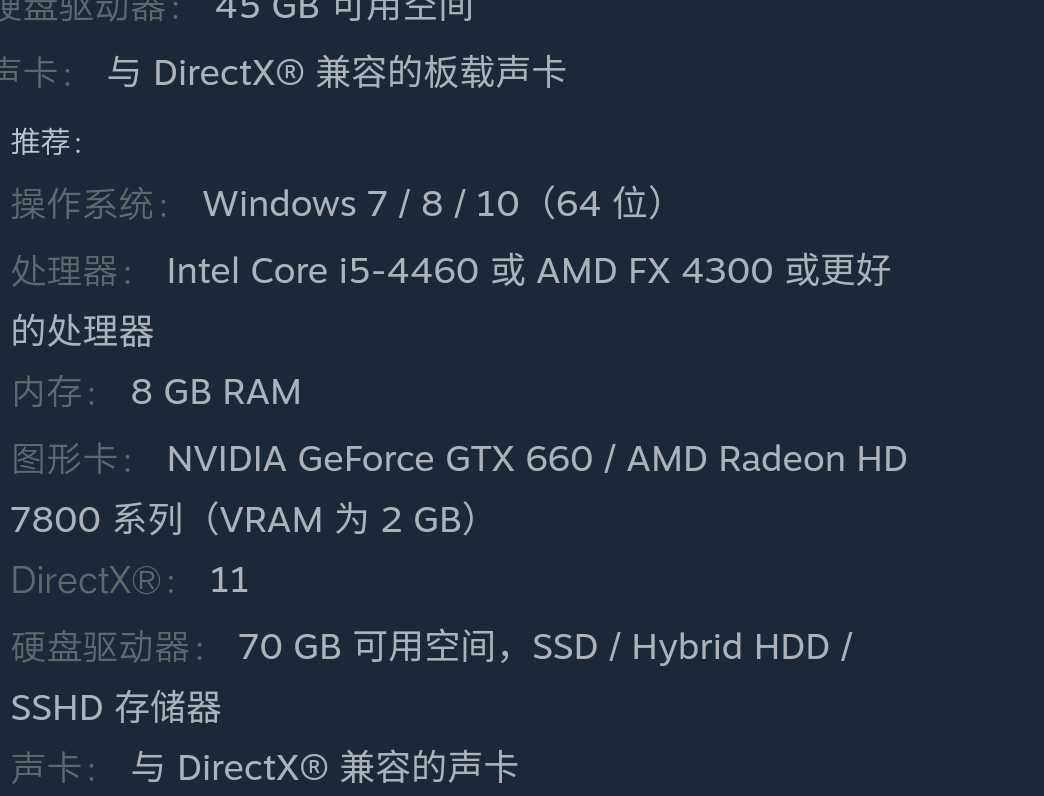 硬盘驱动器： 45 GB 可用空间
声卡： 与 DirectX® 兼容的板载声卡
推荐：
操作系统： Windows 7 / 8 / 10（64 位）
处理器： Intel Core i5-4460 或 AMD FX 4300 或更好
的处理器
内存： 8 GB RAM
图形卡： NVIDIA GeForce GTX 660 / AMD Radeon HD
7800 系列（VRAM 为 2 GB）
DirectX®： 11
硬盘驱动器： 70 GB 可用空间，SSD / Hybrid HDD /
SSHD 存储器
声卡： 与 DirectX® 兼容的声卡